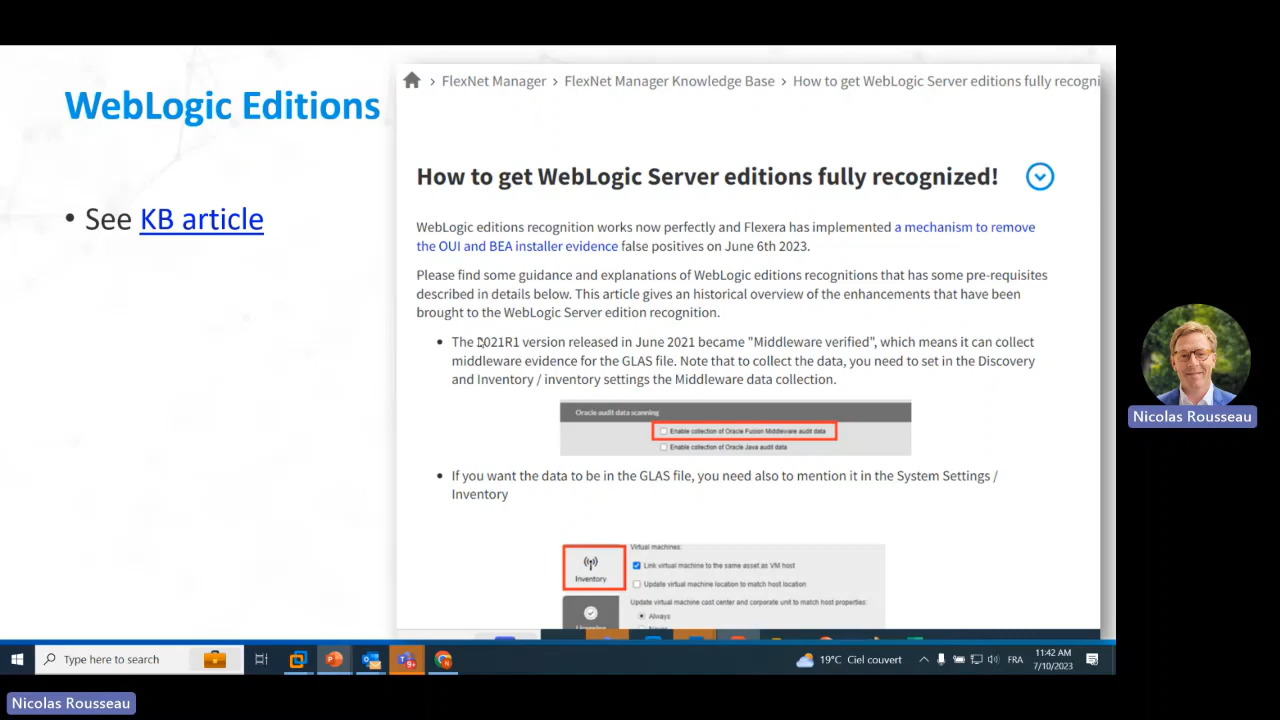 WebLogic Editions
• See KB article
> FlexNet Manager > FlexNet Manager Knowledge Base > How to get WebLogic Server editions fully recogni
How to get WebLogic Server editions fully recognized!
WebLogic editions recognition works now perfectly and Flexera has implemented a mechanism to remove
the OUI and BEA installer evidence false positives on June 6th 2023.
Please find some guidance and explanations of WebLogic editions recognitions that has some pre-requisites
described in details below. This article gives an historical overview of the enhancements that have been
brought to the WebLogic Server edition recognition.
• The 2021R1 version released in June 2021 became "Middleware verified", which means it can collect
middleware evidence for the GLAS file. Note that to collect the data, you need to set in the Discovery
and Inventory / inventory settings the Middleware data collection.
Oracle audit data scanning
Enable collection of Oracle Fusion Middleware audit data
Enable collection of Oracle Java audit data
• If you want the data to be in the GLAS file, you need also to mention it in the System Settings /
Inventory
Virtual machines:
Inventory
Link virtual machine to the same asset as VM host
Update virtual machine location to match host location
Update virtual machine cost center and corporate unit to match host properties:
Always
Nicolas Rousseau
Type here to search
19°C Ciel couvert
FRA
11:42 AM
7/10/2023
Nicolas Rousseau